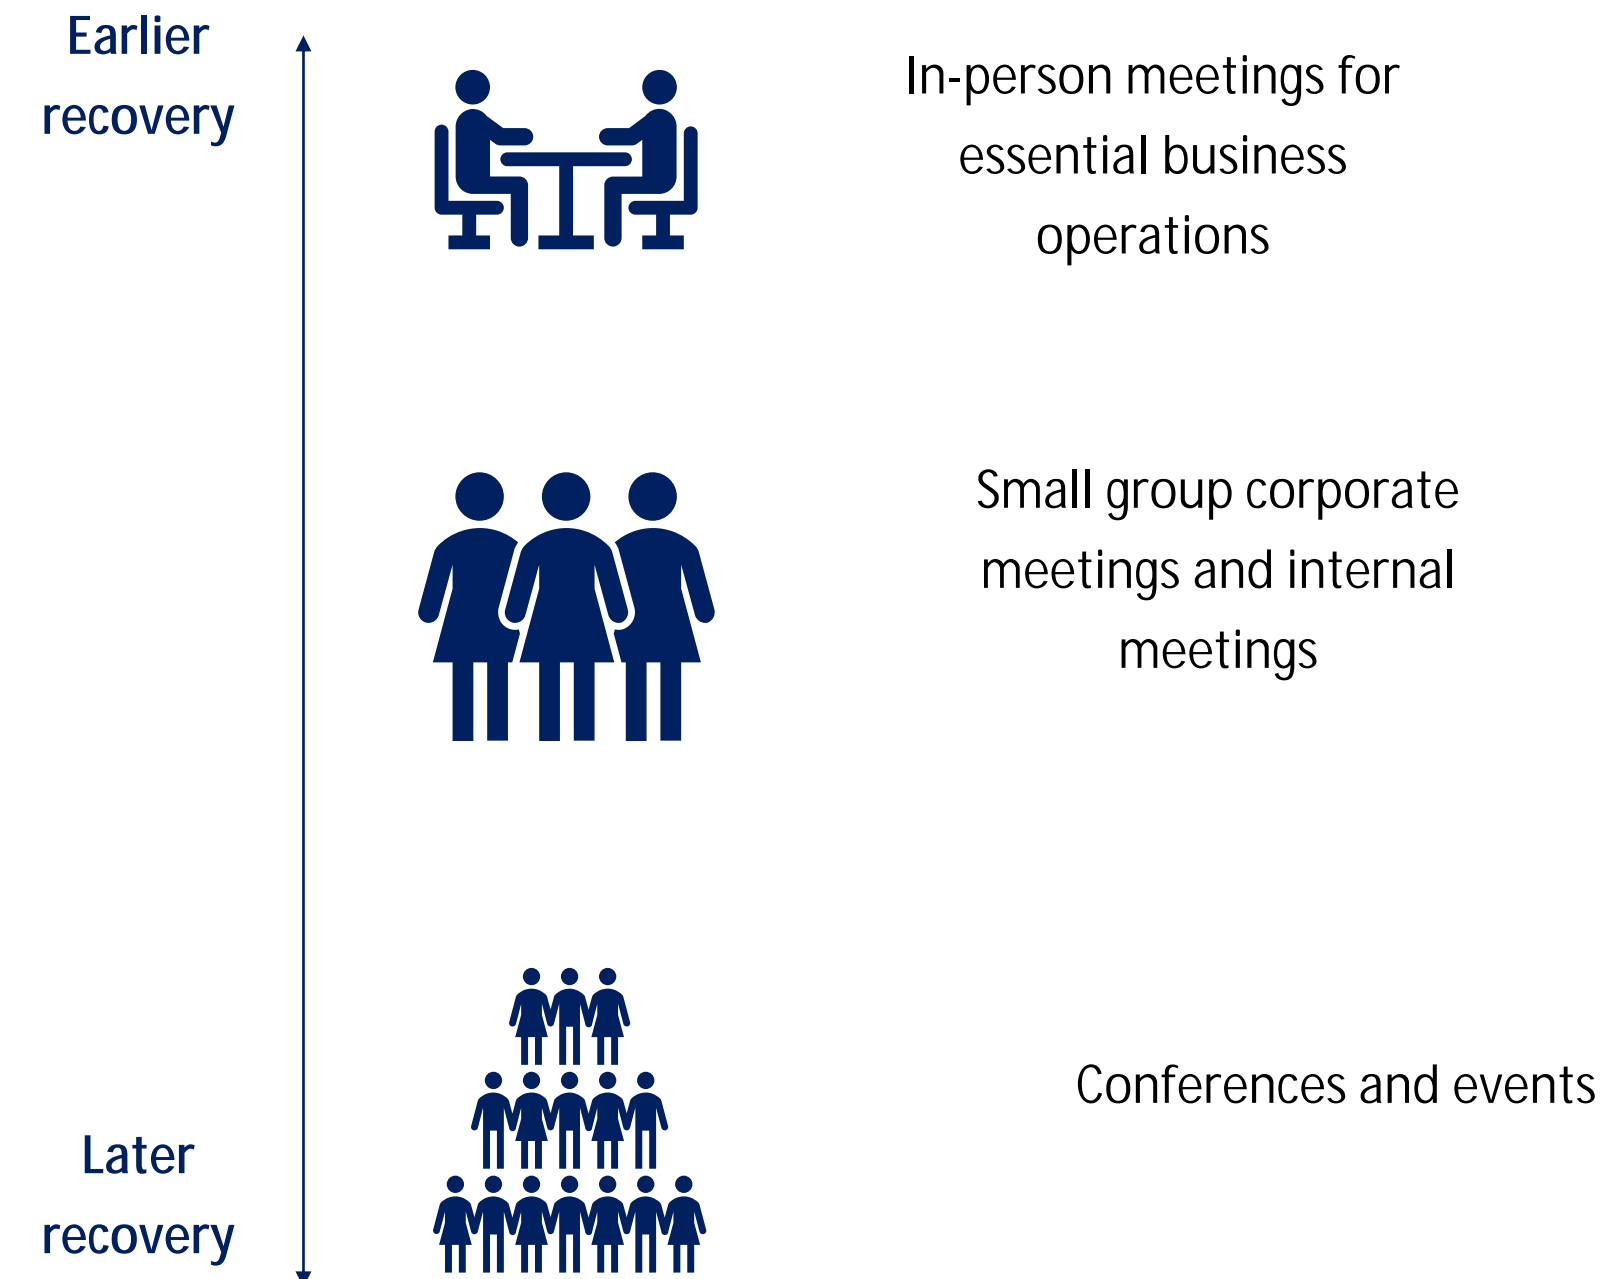 Earlier
recovery
In-person meetings for
essential business
operations
Small group corporate
meetings and internal
meetings
Conferences and events
Later
recovery